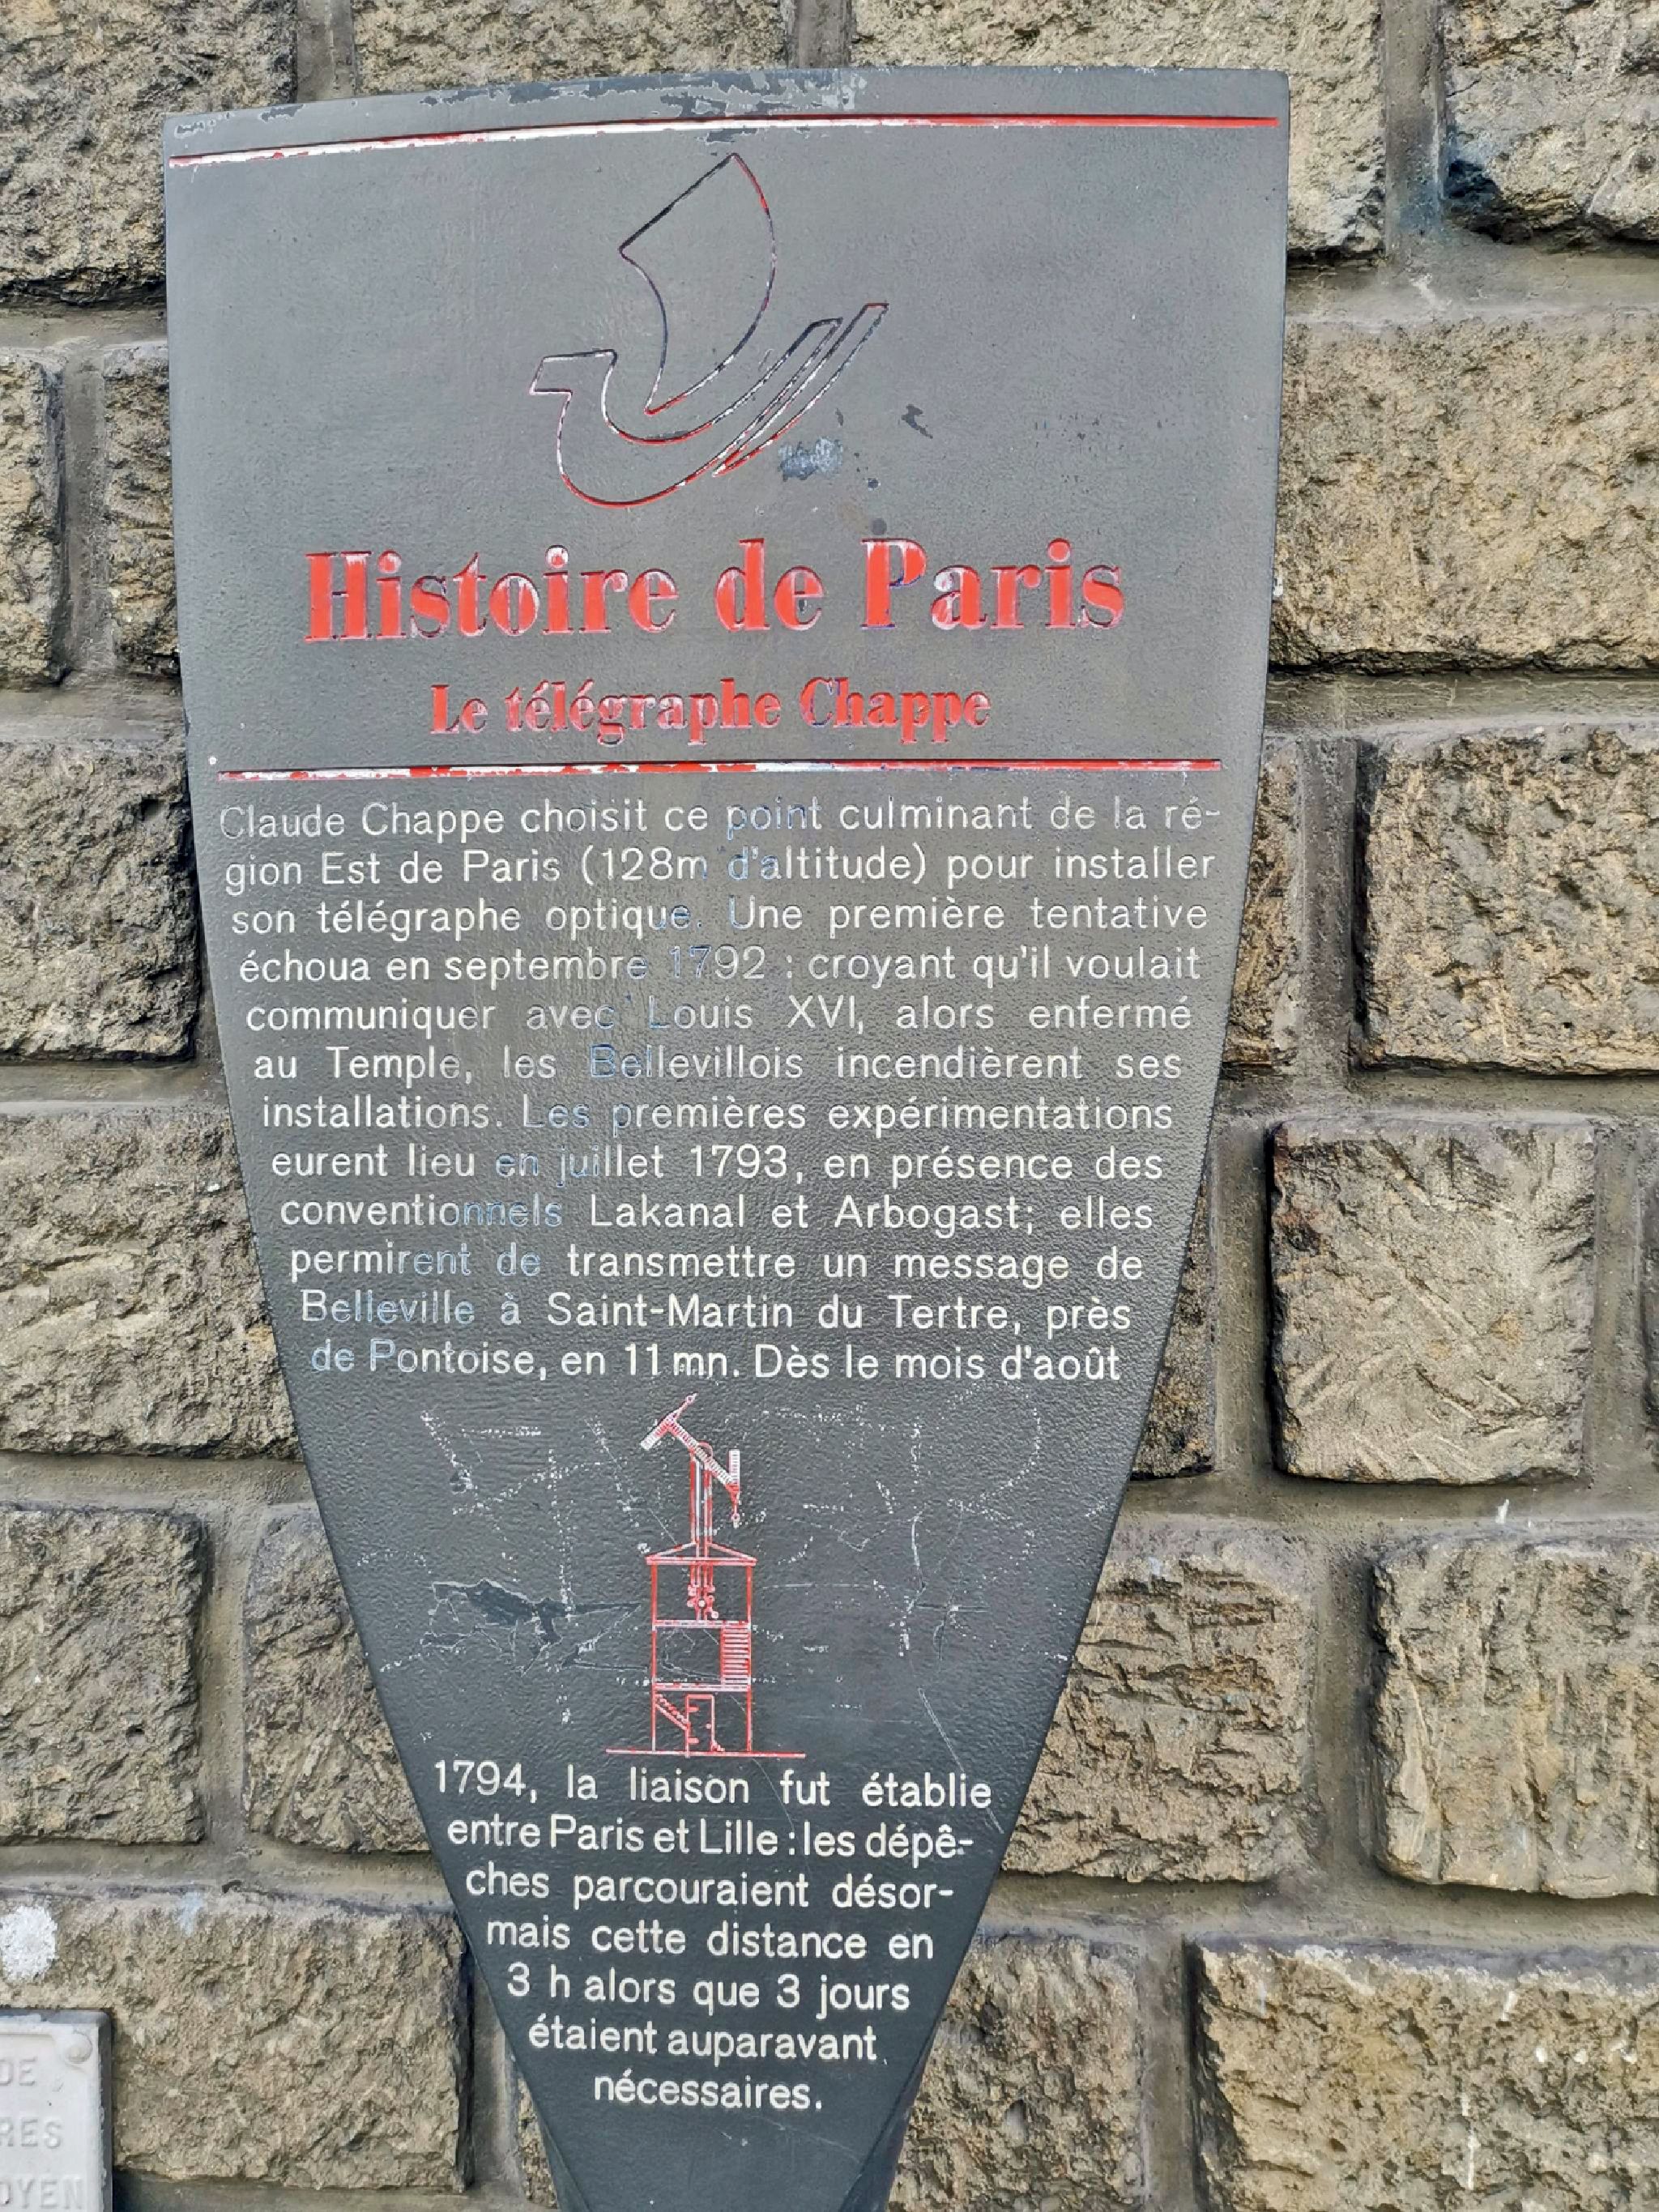 Histoire de Paris
Le télégraphe Chappe
Claude Chappe choisit ce point culminant de la ré-
gion Est de Paris (128m d'altitude) pour installer
son télégraphe optique. Une première tentative
échoua en septembre 1792 : croyant qu'il voulait
communiquer avec Louis XVI, alors enfermé
au Temple, les Bellevillois incendièrent ses
installations. Les premières expérimentations
eurent lieu en juillet 1793, en présence des
conventionnels Lakanal et Arbogast; elles
permirent de transmettre un message de
Belleville à Saint-Martin du Tertre, près
de Pontoise, en 11 mn. Dès le mois d'août
1794, la liaison fut établie
entre Paris et Lille : les dépê-
ches parcouraient désor-
mais cette distance en
3 h alors que 3 jours
étaient auparavant
nécessaires.
DE
RES
OYEN